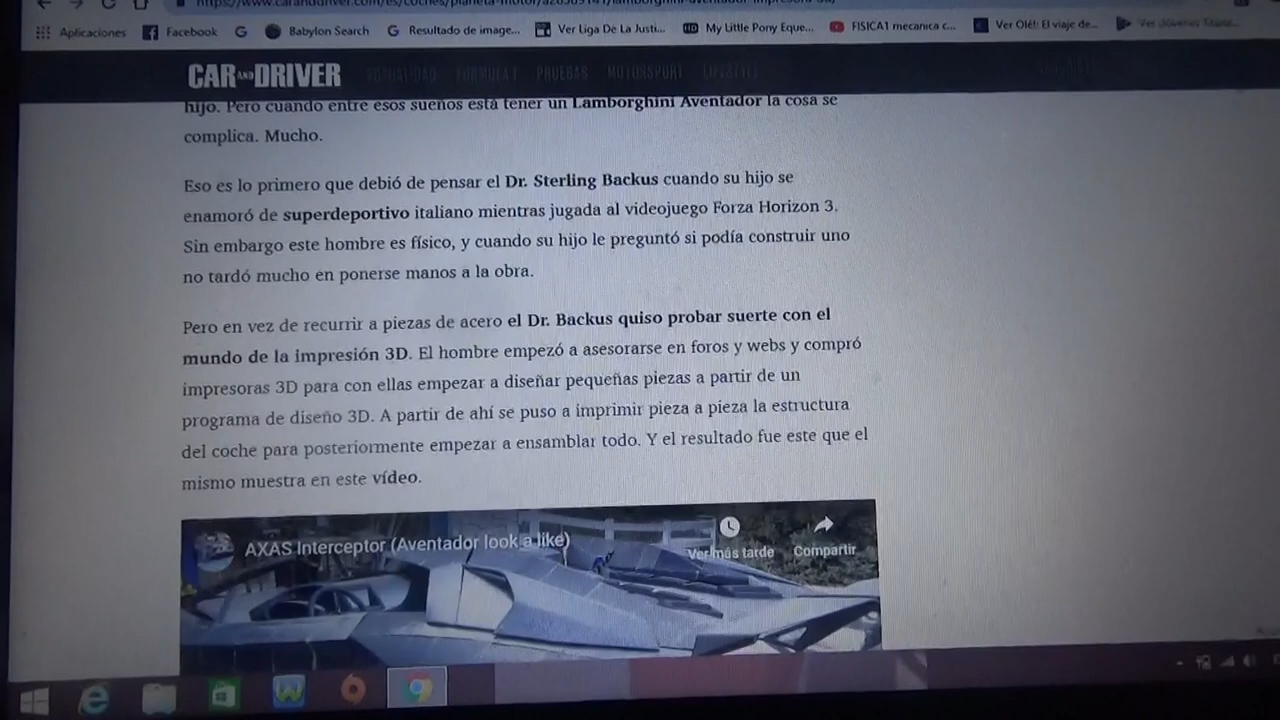 Aplicaciones Facebook Babylon Search Resultado de image... Ver Liga De La Justi... My Little Pony Eque... FISICA1 mecanica c... Ver Olé!: El viaje de...
CAR AND DRIVER FORMULA 1 PRUEBAS MOTORSPORT LIFESTYLE
hijo. Pero cuando entre esos sueños está tener un Lamborghini Aventador la cosa se
complica. Mucho.
Eso es lo primero que debió de pensar el Dr. Sterling Backus cuando su hijo se
enamoró de superdeportivo italiano mientras jugada al videojuego Forza Horizon 3.
Sin embargo este hombre es físico, y cuando su hijo le preguntó si podía construir uno
no tardó mucho en ponerse manos a la obra.
Pero en vez de recurrir a piezas de acero el Dr. Backus quiso probar suerte con el
mundo de la impresión 3D. El hombre empezó a asesorarse en foros y webs y compró
impresoras 3D para con ellas empezar a diseñar pequeñas piezas a partir de un
programa de diseño 3D. A partir de ahí se puso a imprimir pieza a pieza la estructura
del coche para posteriormente empezar a ensamblar todo. Y el resultado fue este que el
mismo muestra en este vídeo.
AXAS Interceptor (Aventador look a like)
Ver más tarde Compartir